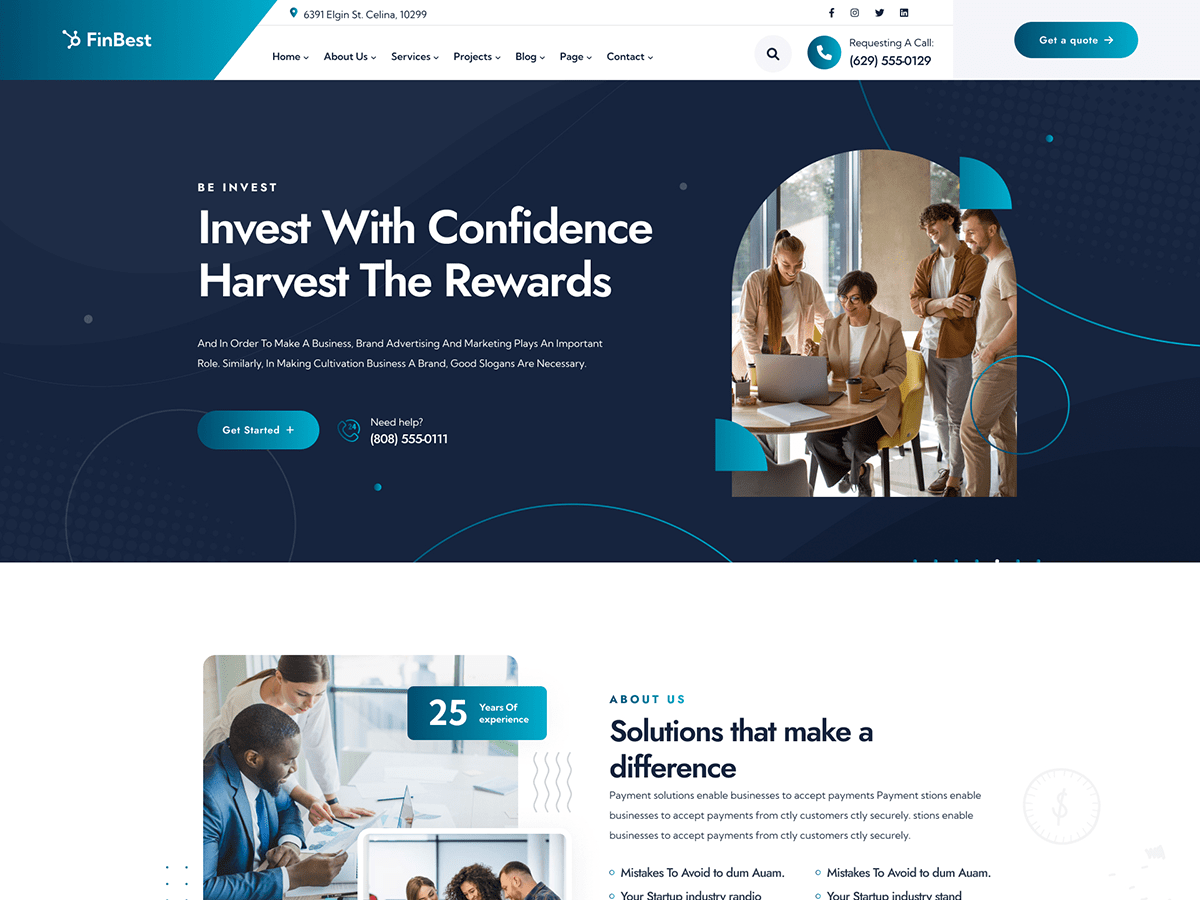 6391 Elgin St. Celina, 10299
FinBest
Home
About Us
Services
Projects
Blog
Page
Contact
Requesting A Call:
(629) 555-0129
Get a quote
BE INVEST
Invest With Confidence
Harvest The Rewards
And In Order To Make A Business, Brand Advertising And Marketing Plays An Important
Role. Similarly, In Making Cultivation Business A Brand, Good Slogans Are Necessary.
Get Started +
24
Need help?
(808) 555-0111
25
Years Of
experience
ABOUT US
Solutions that make a
difference
Payment solutions enable businesses to accept payments Payment stions enable
businesses to accept payments from ctly customers ctly securely. stions enable
businesses to accept payments from ctly customers ctly securely.
Mistakes To Avoid to dum Auam.
Mistakes To Avoid to dum Auam.
Your Startup industry randio
Your Startup industry stand